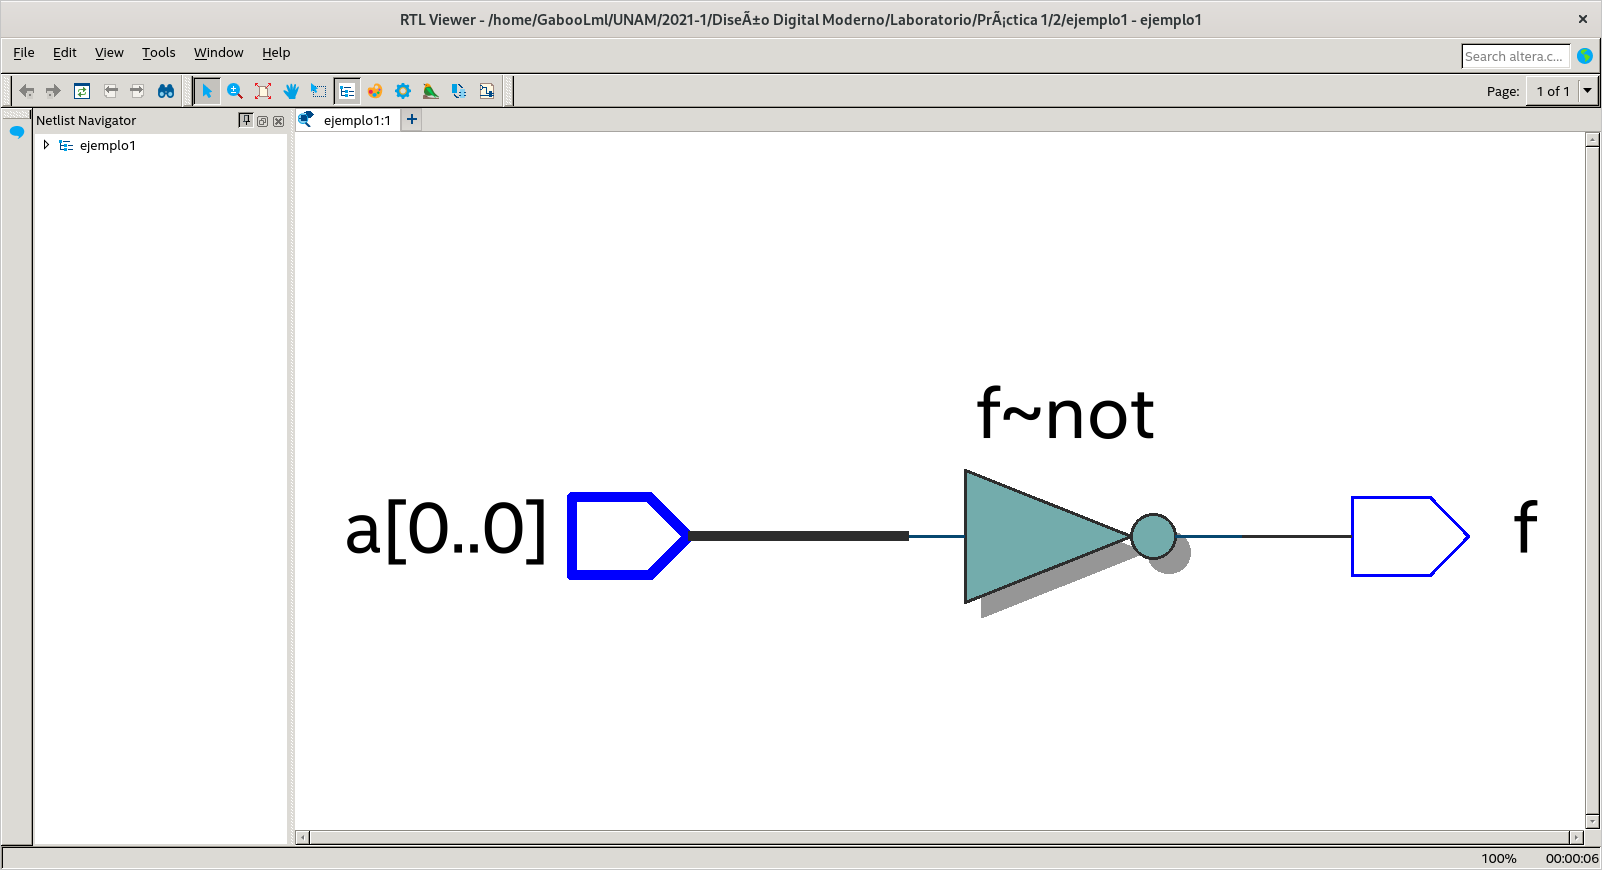 RTL Viewer - /home/GabooLml/UNAM/2021-1/DiseÃ±o Digital Moderno/Laboratorio/PrÃ¡ctica 1/2/ejemplo1 - ejemplo1
File Edit View Tools Window Help
Search altera.c...
Page: 1 of 1
Netlist Navigator
ejemplo1:1
ejemplo1
f~not
a[0..0]
f
100% 00:00:06